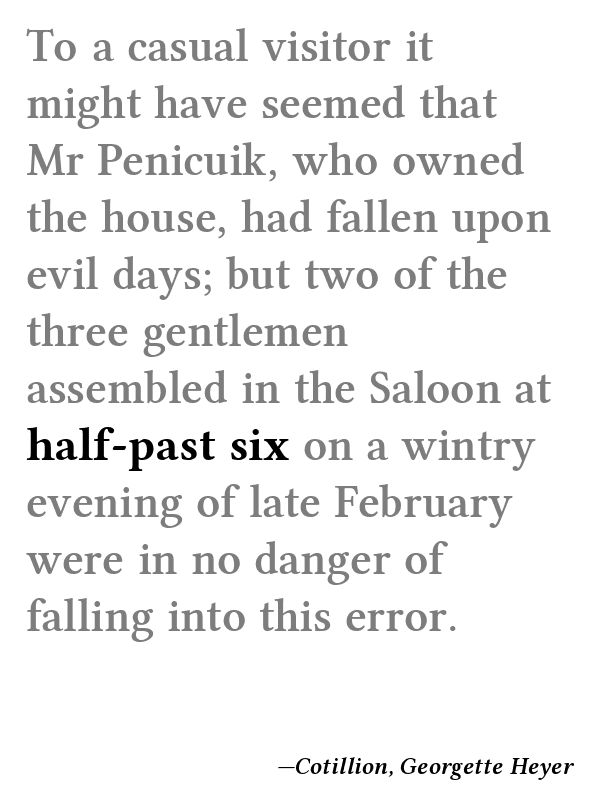 To a casual visitor it
might have seemed that
Mr Penicuik, who owned
the house, had fallen upon
evil days; but two of the
three gentlemen
assembled in the Saloon at
half-past six on a wintry
evening of late February
were in no danger of
falling into this error.
—Cotillion, Georgette Heyer